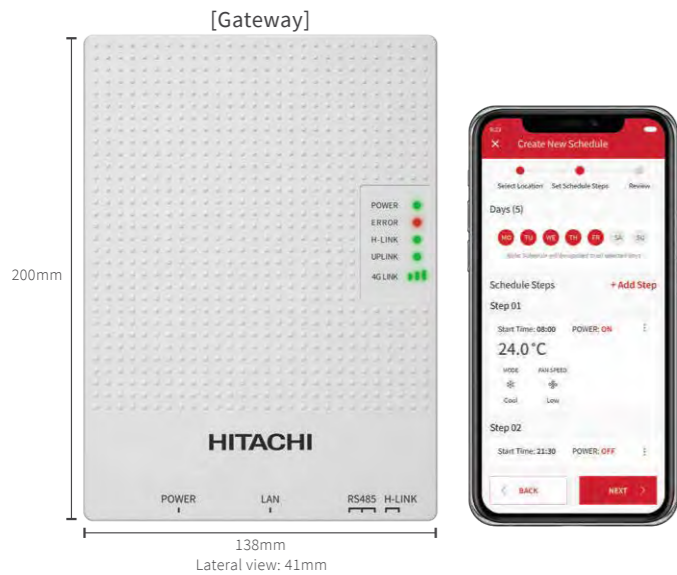 [Gateway]
200mm
POWER
ERROR
H-LINK
UPLINK
4G LINK
HITACHI
POWER LAN RS485 H-LINK
138mm
Lateral view: 41mm
Create New Schedule
Select Location Set Schedule Steps Review
Days (5)
MO TU WE TH FR SA SU
Schedule Steps + Add Step
Step 01
Start Time: 08:00 POWER: ON
24.0°C
MODE FAN SPEED
Cool Low
Step 02
Start Time: 21:30 POWER: OFF
BACK NEXT